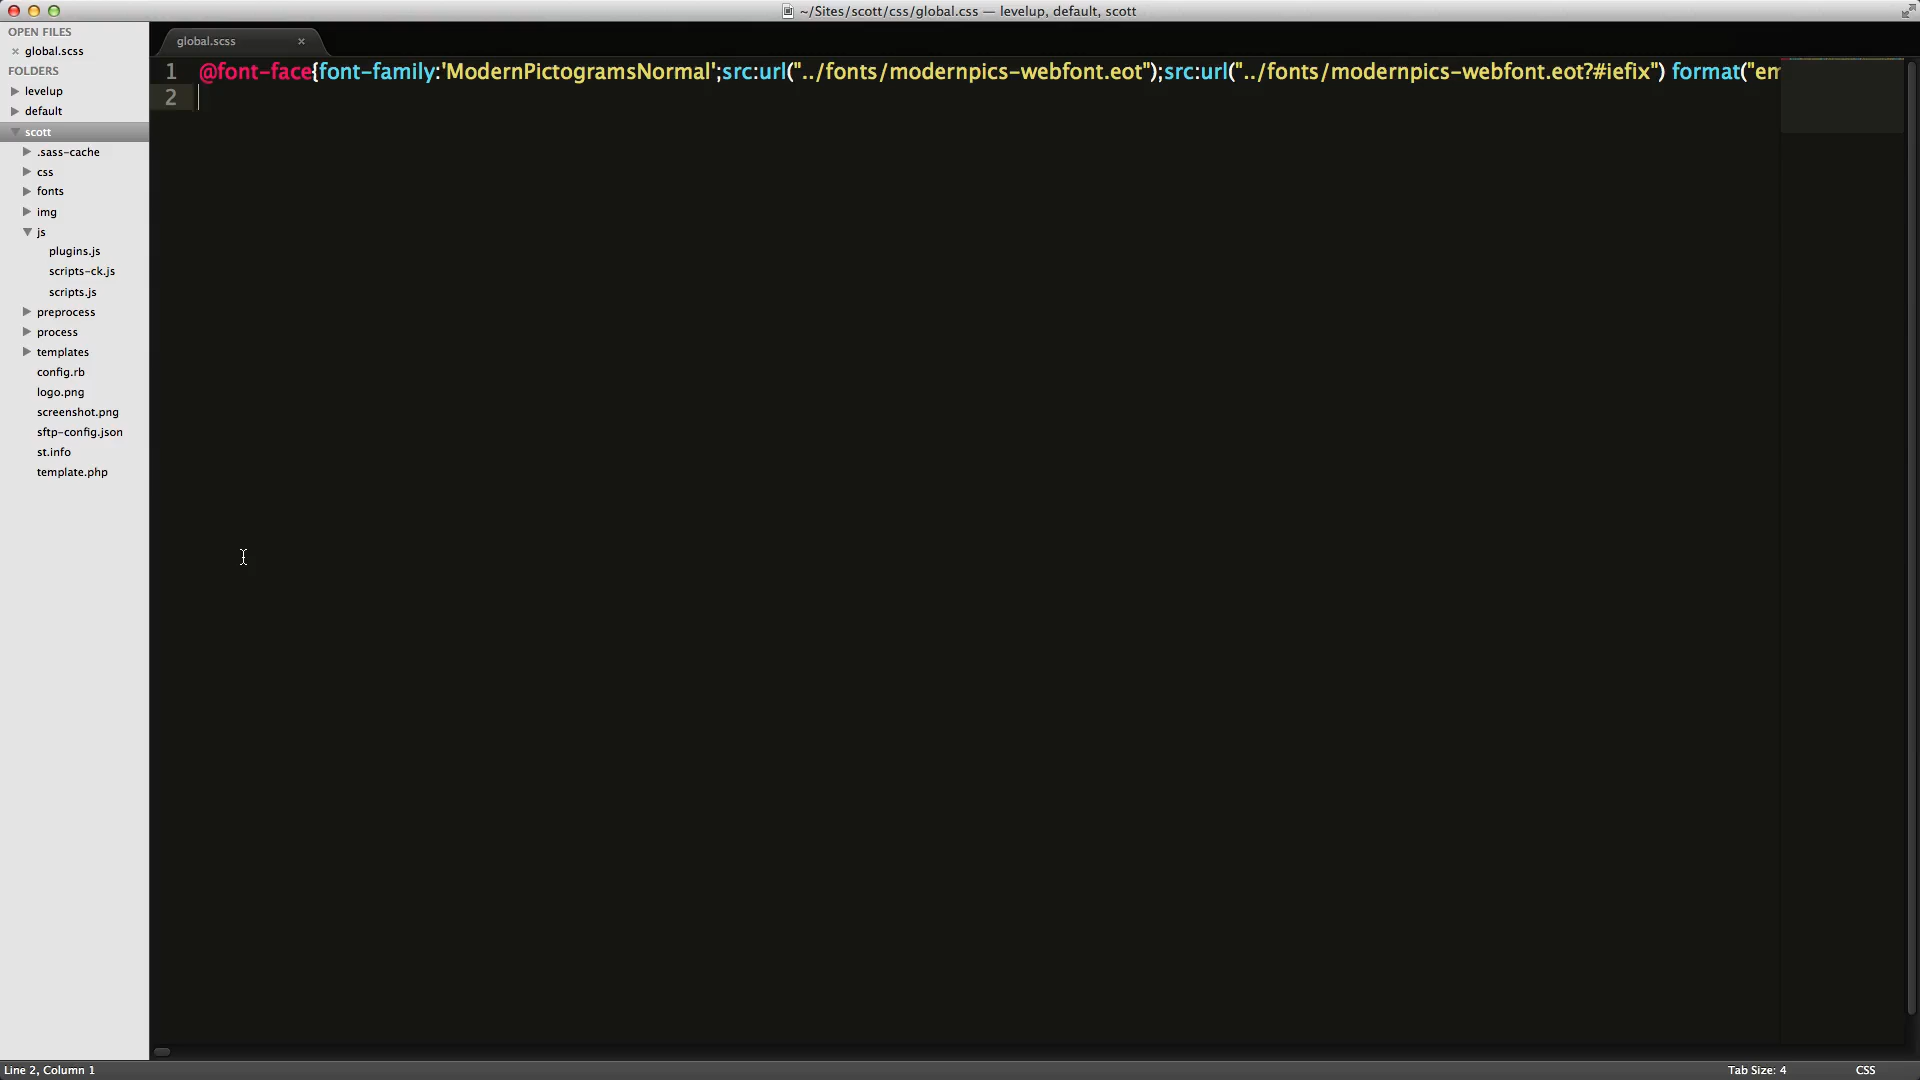 ~/Sites/scott/css/global.css — levelup, default, scott
OPEN FILES
global.scss
FOLDERS
levelup
default
scott
.sass-cache
css
fonts
img
js
plugins.js
scripts-ck.js
scripts.js
preprocess
process
templates
config.rb
logo.png
screenshot.png
sftp-config.json
st.info
template.php
global.scss
1 @font-face{font-family:'ModernPictogramsNormal';src:url("../fonts/modernpics-webfont.eot");src:url("../fonts/modernpics-webfont.eot?#iefix") format("em
2
Line 2, Column 1
Tab Size: 4
CSS